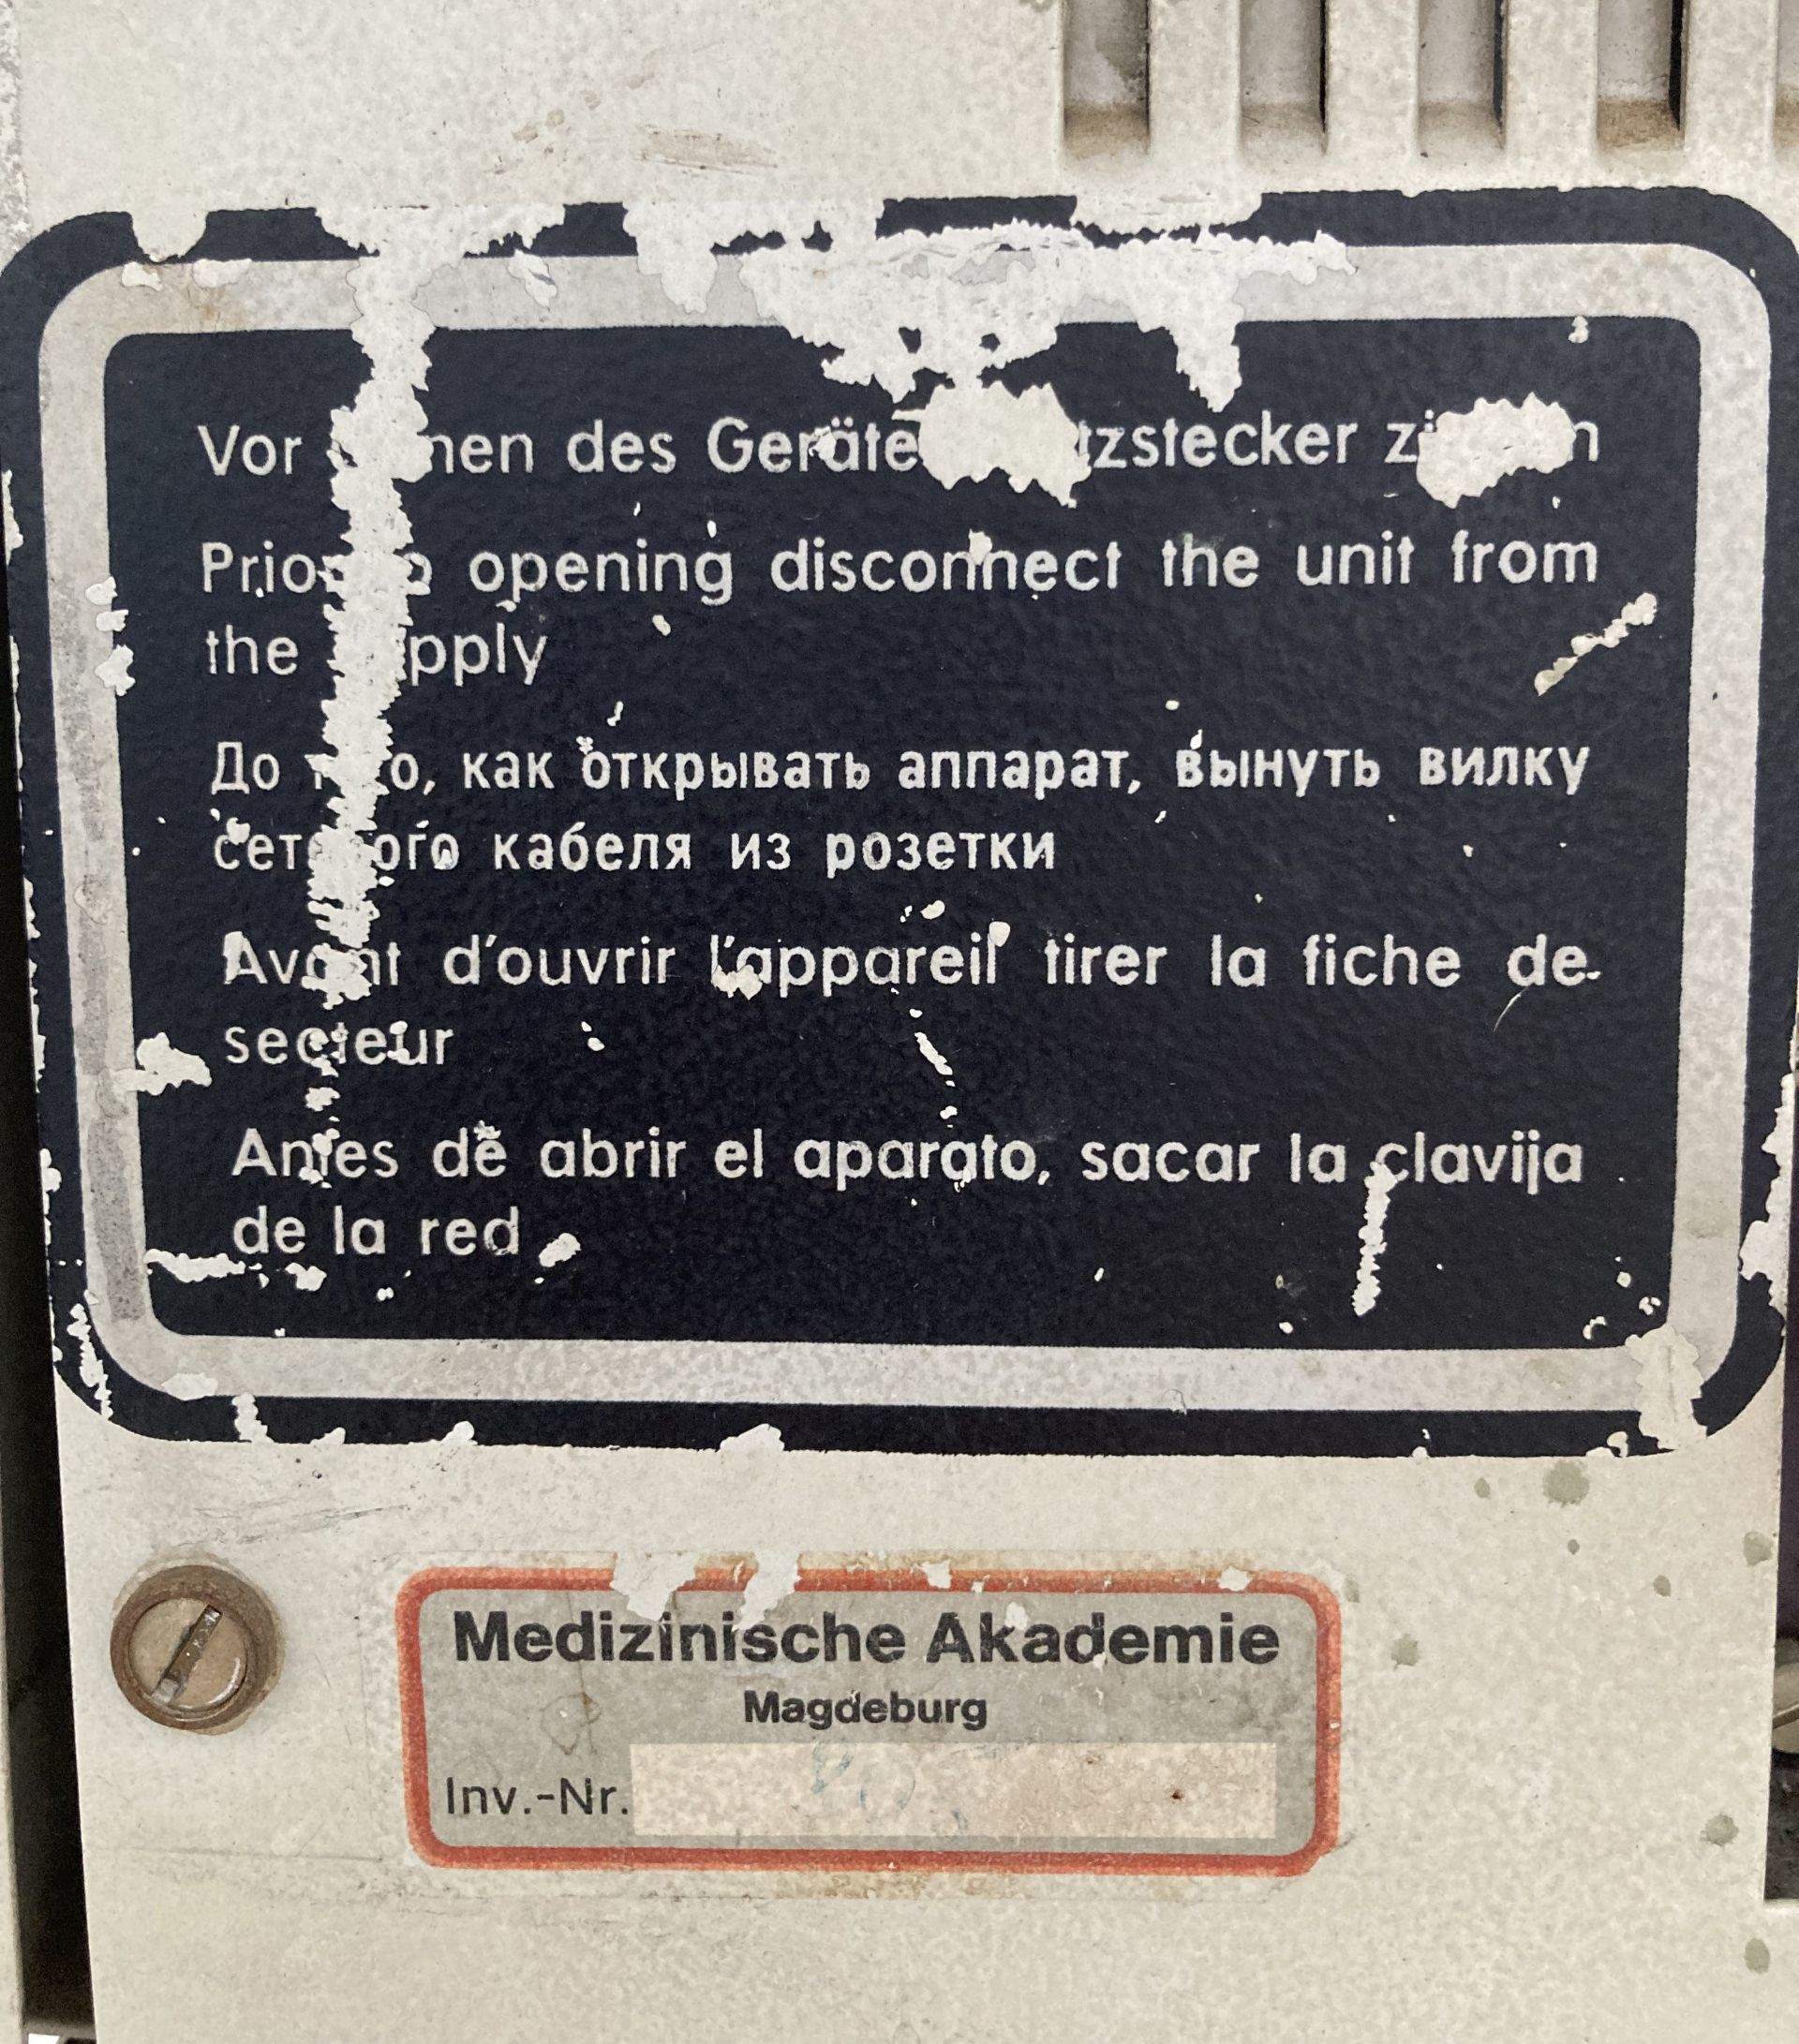 Vor des Gerätes Netzstecker ziehen
Prior to opening disconnect the unit from
the supply
До того, как открывать аппарат, вынуть вилку
сетевого кабеля из розетки
Avant d'ouvrir l'appareil tirer la fiche de
secteur
Antes de abrir el aparato, sacar la clavija
de la red
Medizinische Akademie
Magdeburg
Inv.-Nr.